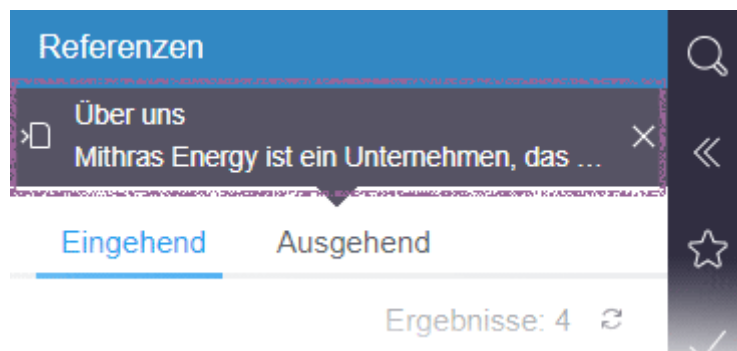 Referenzen
Über uns
Mithras Energy ist ein Unternehmen, das ...
Eingehend Ausgehend
Ergebnisse: 4